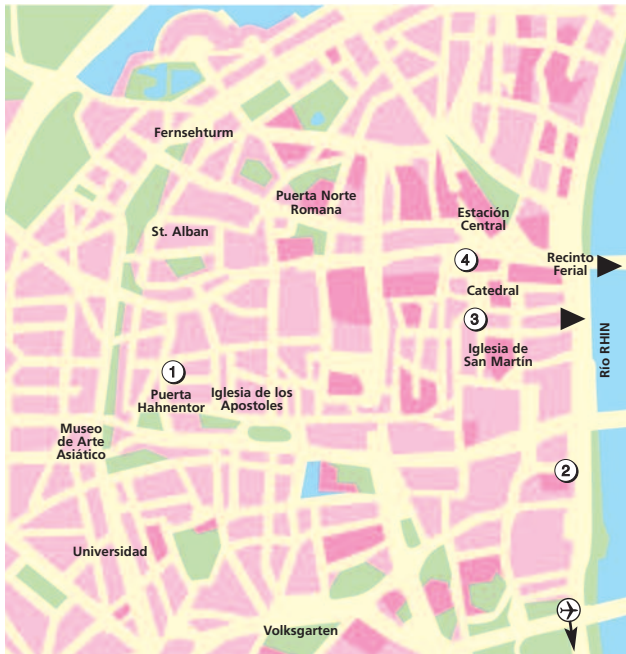 Fernsehturm
Puerta Norte
Romana
Estación
Central
St. Alban
4
Recinto
Ferial
Catedral
3
Iglesia de
San Martín
Río RHIN
1
Puerta
Hahnentor
Iglesia de los
Apostoles
Museo
de Arte
Asiático
2
Universidad
Volksgarten